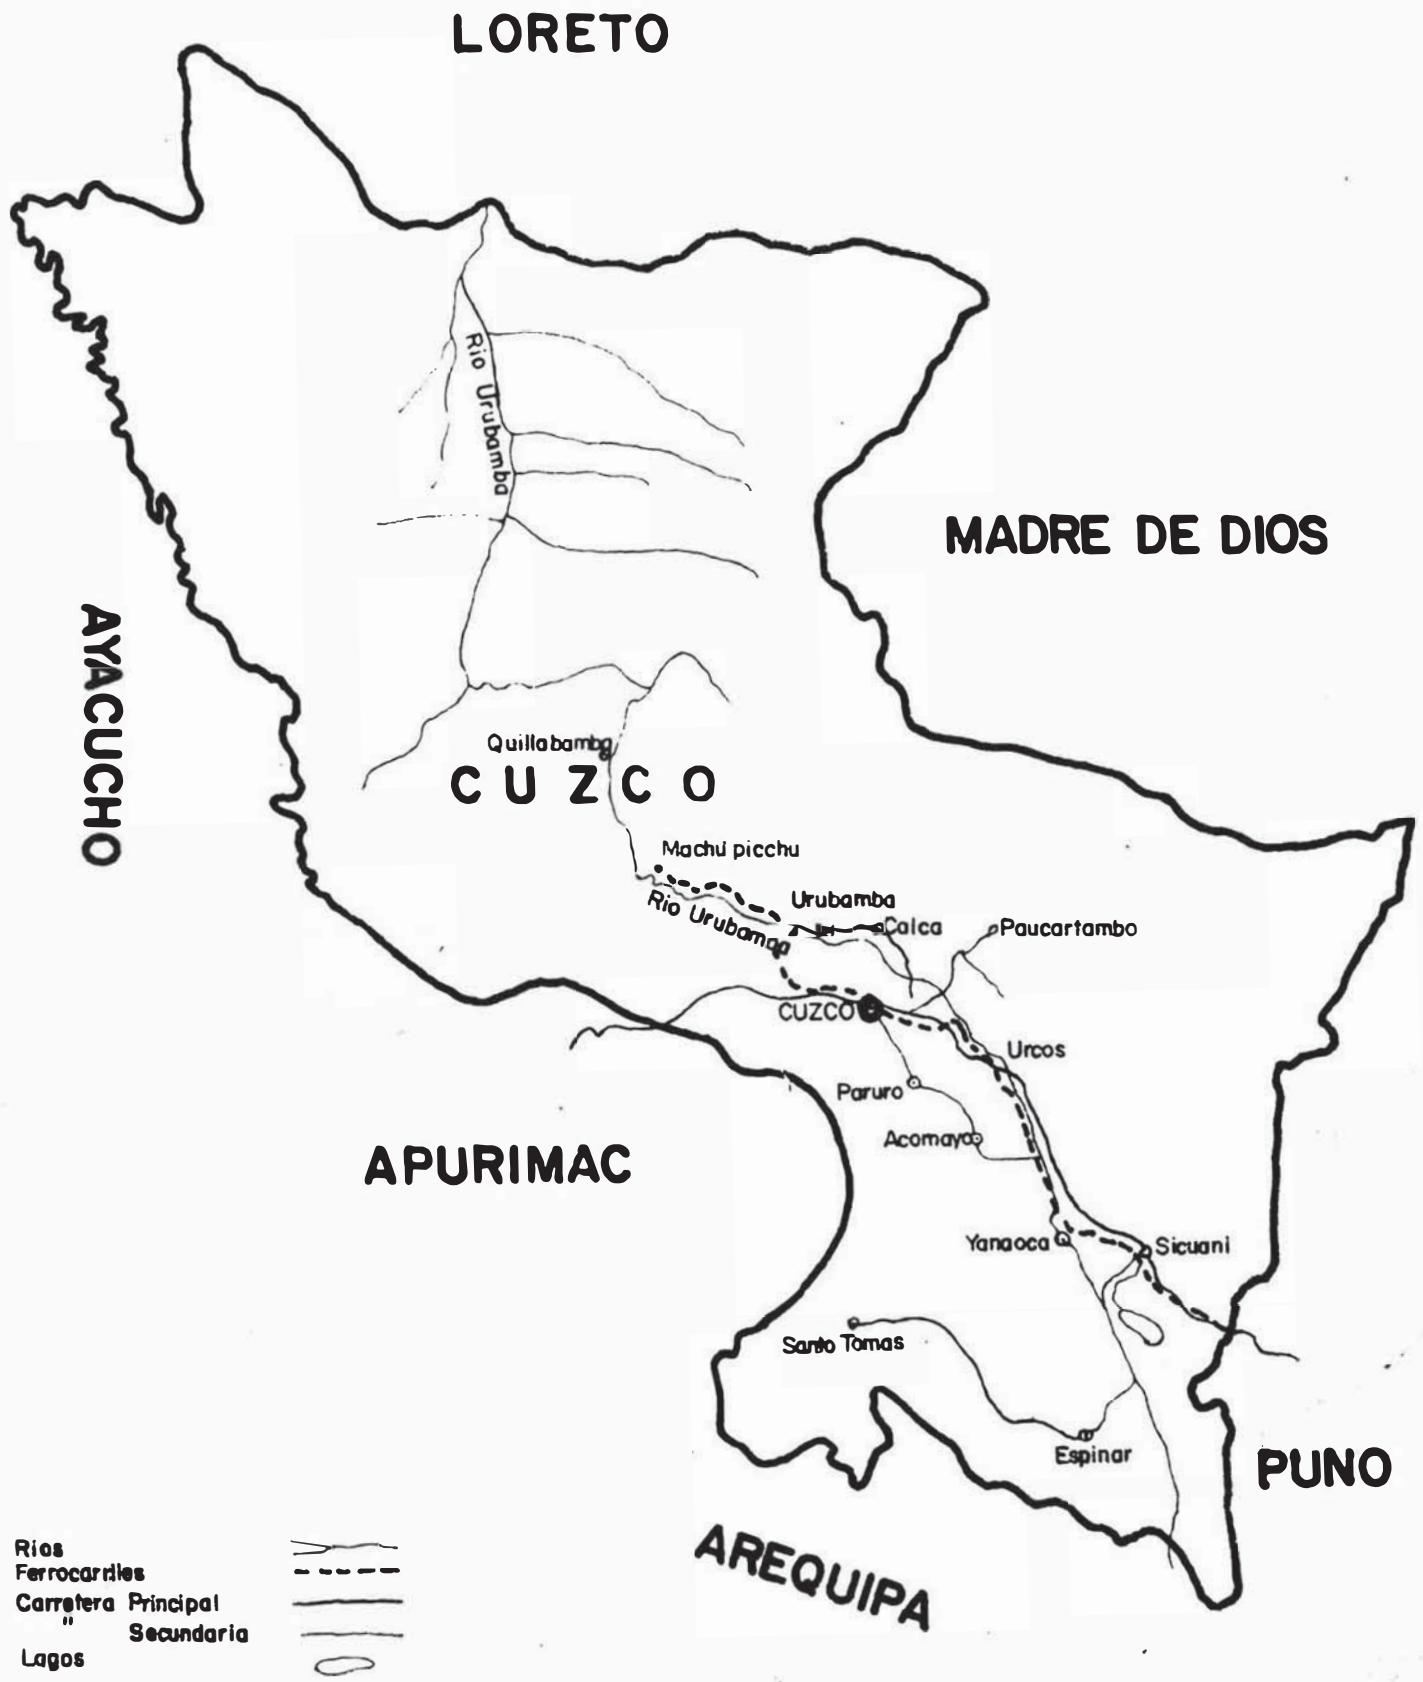 LORETO
Rio Urubamba
MADRE DE DIOS
AYACUCHO
Quillabamba
CUZCO
Machú picchu
Urubamba
Rio Urubamba
Calca
Paucartambo
CUZCO
Urcos
Paruro
Acomayo
APURIMAC
Yanaoca
Sicuani
Santo Tomas
Espinar
PUNO
AREQUIPA
Rios
Ferrocarriles
Carretera Principal
" Secundaria
Lagos